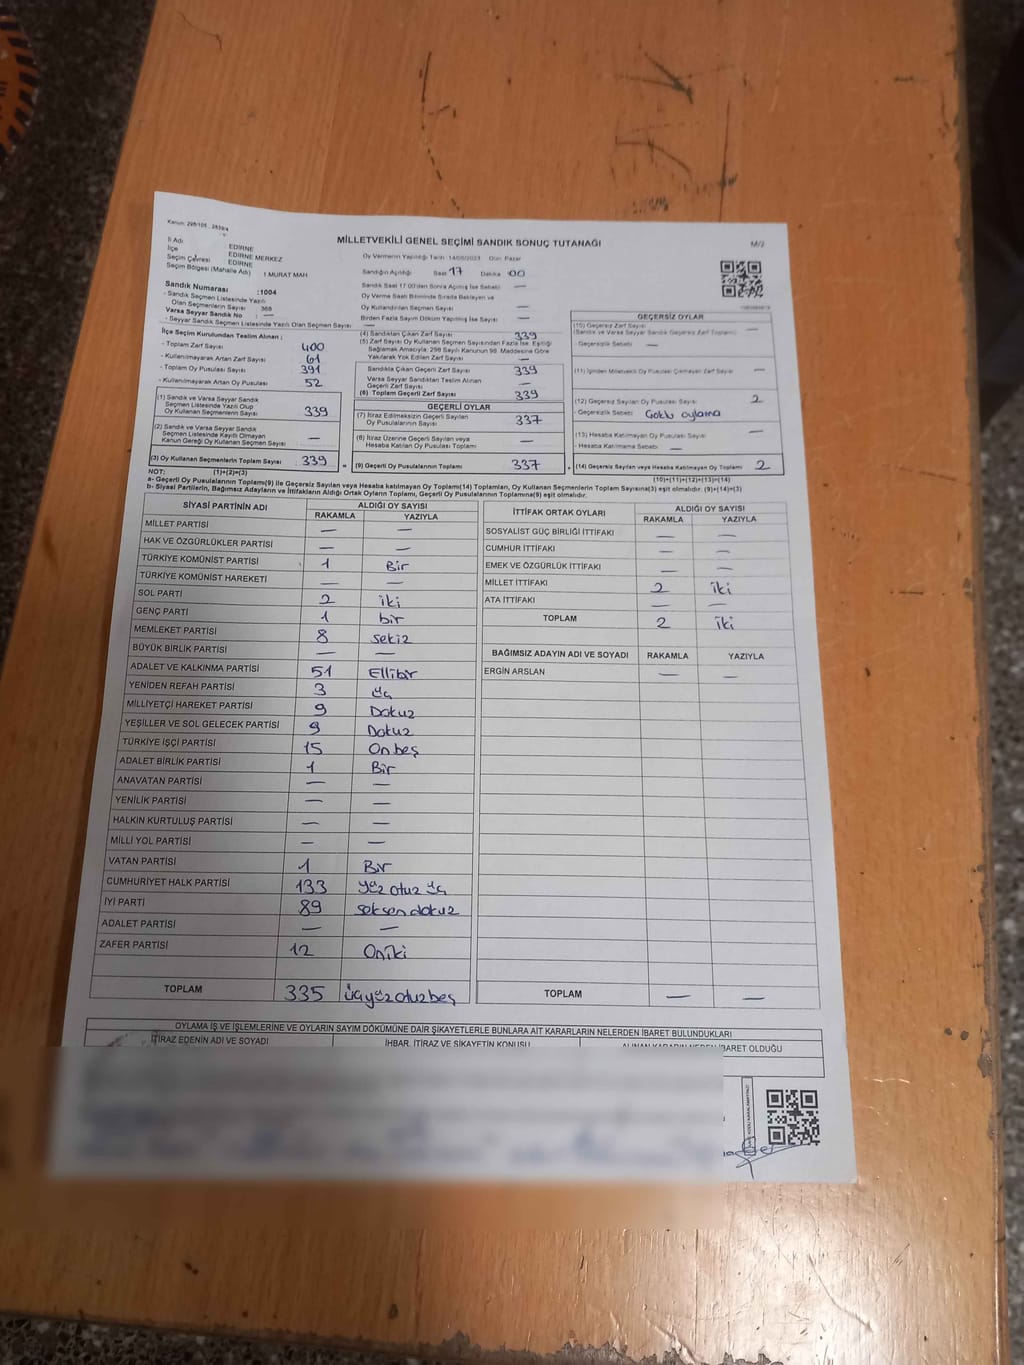 MİLLETVEKİLİ GENEL SEÇİMİ SANDIK SONUÇ TUTANAĞI
İli Adı EDİRNE
İlçe EDİRNE MERKEZ
Seçim Çevresi EDİRNE
Seçim Bölgesi (Mahalle Adı) I.MURAT MAH
Sandık Numarası :1004
- Sandık Seçmen Listesinde Yazılı
Olan Seçmenlerin Sayısı 368
Varsa Seyyar Sandık No : —
- Seyyar Sandık Seçmen Listesinde Yazılı Olan Seçmen Sayısı : —
Oy Vermenin Yapıldığı Tarih :14/05/2023 Gün: Pazar
Sandığın Açıldığı Saat 17 Dakika 00
Sandık Saat 17:00'dan Sonra Açılmış İse Sebebi —
Oy Verme Saati Bitiminde Sırada Bekleyen ve
Oy Kullandırılan Seçmen Sayısı —
Birden Fazla Sayım Döküm Yapılmış İse Sayısı —
İlçe Seçim Kurulundan Teslim Alınan :
- Toplam Zarf Sayısı 400
- Kullanılmayarak Artan Zarf Sayısı 61
- Toplam Oy Pusulası Sayısı 391
- Kullanılmayarak Artan Oy Pusulası 52
(1) Sandık ve Varsa Seyyar Sandık
Seçmen Listesinde Yazılı Olup
Oy Kullanan Seçmenlerin Sayısı 339
(2) Sandık ve Varsa Seyyar Sandık
Seçmen Listesinde Kayıtlı Olmayan
Kanun Gereği Oy Kullanan Seçmen Sayısı —
(3) Oy Kullanan Seçmenlerin Toplam Sayısı 339
(1)+(2)=(3)
(4) Sandıktan Çıkan Zarf Sayısı 339
(5) Zarf Sayısı Oy Kullanan Seçmen Sayısından Fazla İse, Eşitliği
Sağlamak Amacıyla, 298 Sayılı Kanunun 98. Maddesine Göre
Yakılarak Yok Edilen Zarf Sayısı —
Sandıkta Çıkan Geçerli Zarf Sayısı 339
Varsa Seyyar Sandıktan Teslim Alınan
Geçerli Zarf Sayısı —
(6) Toplam Geçerli Zarf Sayısı 339
GEÇERLİ OYLAR
(7) İtiraz Edilmeksizin Geçerli Sayılan
Oy Pusulalarının Sayısı 337
(8) İtiraz Üzerine Geçerli Sayılan veya
Hesaba Katılan Oy Pusulası Toplamı —
(9) Geçerli Oy Pusulalarının Toplamı 337
M/2
GEÇERSİZ OYLAR
(10) Geçersiz Zarf Sayısı
(Sandık ve Varsa Seyyar Sandık Geçersiz Zarf Toplamı) —
- Geçersizlik Sebebi —
(11) İçinden Milletvekili Oy Pusulası Çıkmayan Zarf Sayısı —
(12) Geçersiz Sayılan Oy Pusulası Sayısı 2
- Geçersizlik Sebebi Çoklu oylama
(13) Hesaba Katılmayan Oy Pusulası Sayısı —
- Hesaba Katılmama Sebebi —
(14) Geçersiz Sayılan veya Hesaba Katılmayan Oy Toplamı 2
(10)+(11)+(12)+(13)=(14)
NOT:
a- Geçerli Oy Pusulalarının Toplamı(9) ile Geçersiz Sayılan veya Hesaba katılmayan Oy Toplamı(14) Toplamları, Oy Kullanan Seçmenlerin Toplam Sayısına(3) eşit olmalıdır. (9)+(14)=(3)
b- Siyasi Partilerin, Bağımsız Adayların ve İttifakların Aldığı Ortak Oyların Toplamı, Geçerli Oy Pusulalarının Toplamına(9) eşit olmalıdır.
SİYASİ PARTİNİN ADI ALDIĞI OY SAYISI
RAKAMLA YAZIYLA
MİLLET PARTİSİ — —
HAK VE ÖZGÜRLÜKLER PARTİSİ — —
TÜRKİYE KOMÜNİST PARTİSİ 1 Bir
TÜRKİYE KOMÜNİST HAREKETİ — —
SOL PARTİ 2 iki
GENÇ PARTİ 1 bir
MEMLEKET PARTİSİ 8 sekiz
BÜYÜK BİRLİK PARTİSİ — —
ADALET VE KALKINMA PARTİSİ 51 Ellibir
YENİDEN REFAH PARTİSİ 3 üç
MİLLİYETÇİ HAREKET PARTİSİ 9 Dokuz
YEŞİLLER VE SOL GELECEK PARTİSİ 9 Dokuz
TÜRKİYE İŞÇİ PARTİSİ 15 Onbeş
ADALET BİRLİK PARTİSİ 1 Bir
ANAVATAN PARTİSİ — —
YENİLİK PARTİSİ — —
HALKIN KURTULUŞ PARTİSİ — —
MİLLİ YOL PARTİSİ — —
VATAN PARTİSİ 1 Bir
CUMHURİYET HALK PARTİSİ 133 yüz otuz üç
İYİ PARTİ 89 seksen dokuz
ADALET PARTİSİ — —
ZAFER PARTİSİ 12 Oniki
TOPLAM 335 üçyüzotuzbeş
İTTİFAK ORTAK OYLARI ALDIĞI OY SAYISI
RAKAMLA YAZIYLA
SOSYALİST GÜÇ BİRLİĞİ İTTİFAKI — —
CUMHUR İTTİFAKI — —
EMEK VE ÖZGÜRLÜK İTTİFAKI — —
MİLLET İTTİFAKI 2 iki
ATA İTTİFAKI — —
TOPLAM 2 iki
BAĞIMSIZ ADAYIN ADI VE SOYADI RAKAMLA YAZIYLA
ERGİN ARSLAN — —
TOPLAM — —
OYLAMA İŞ VE İŞLEMLERİNE VE OYLARIN SAYIM DÖKÜMÜNE DAİR ŞİKAYETLERLE BUNLARA AİT KARARLARIN NELERDEN İBARET BULUNDUKLARI
İTİRAZ EDENİN ADI VE SOYADI İHBAR, İTİRAZ VE ŞİKAYETİN KONUSU ALINAN KARARIN NEDEN İBARET OLDUĞU